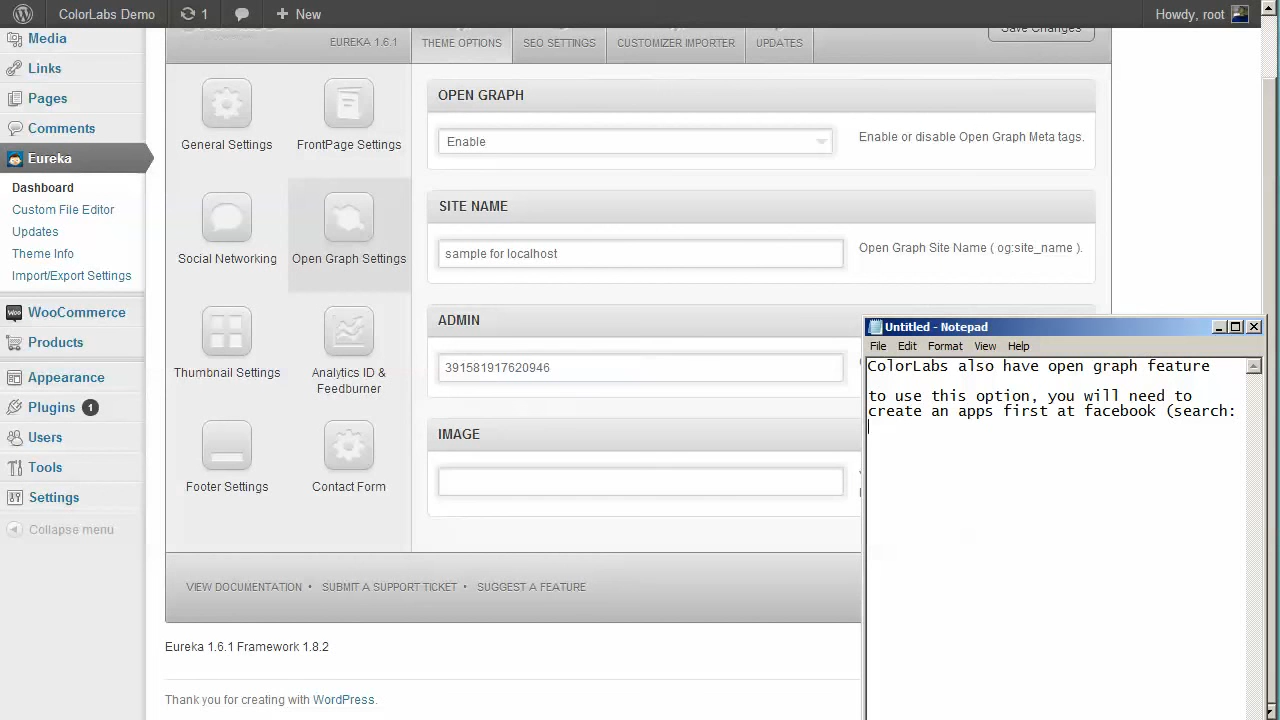 ColorLabs Demo
1
New
Howdy, root
Media
Links
Pages
Comments
Eureka
Dashboard
Custom File Editor
Updates
Theme Info
Import/Export Settings
WooCommerce
Products
Appearance
Plugins 1
Users
Tools
Settings
Collapse menu
EUREKA 1.6.1
THEME OPTIONS
SEO SETTINGS
CUSTOMIZER IMPORTER
UPDATES
Save Changes
General Settings
FrontPage Settings
Social Networking
Open Graph Settings
Thumbnail Settings
Analytics ID &
Feedburner
Footer Settings
Contact Form
OPEN GRAPH
Enable
Enable or disable Open Graph Meta tags.
SITE NAME
sample for localhost
Open Graph Site Name ( og:site_name ).
ADMIN
391581917620946
IMAGE
VIEW DOCUMENTATION •
SUBMIT A SUPPORT TICKET •
SUGGEST A FEATURE
Eureka 1.6.1 Framework 1.8.2
Thank you for creating with WordPress.
Untitled - Notepad
File Edit Format View Help
ColorLabs also have open graph feature
to use this option, you will need to
create an apps first at facebook (search: